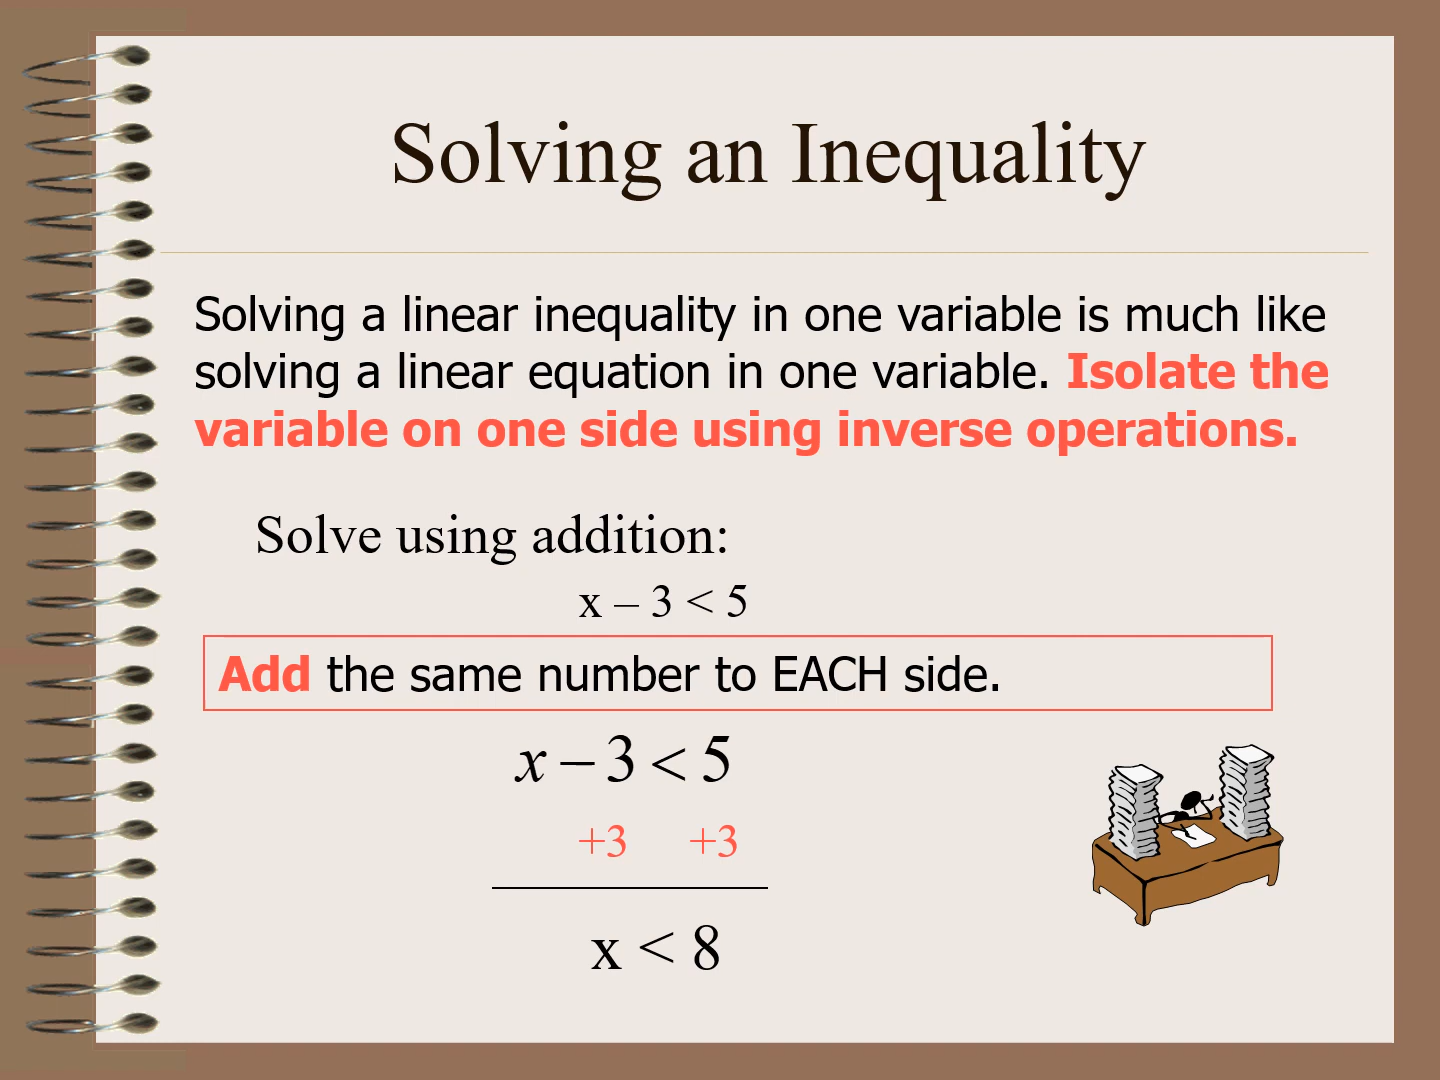 Solving an Inequality
Solving a linear inequality in one variable is much like
solving a linear equation in one variable. Isolate the
variable on one side using inverse operations.
Solve using addition:
x – 3 < 5
Add the same number to EACH side.
x − 3 < 5
+3 +3
x < 8